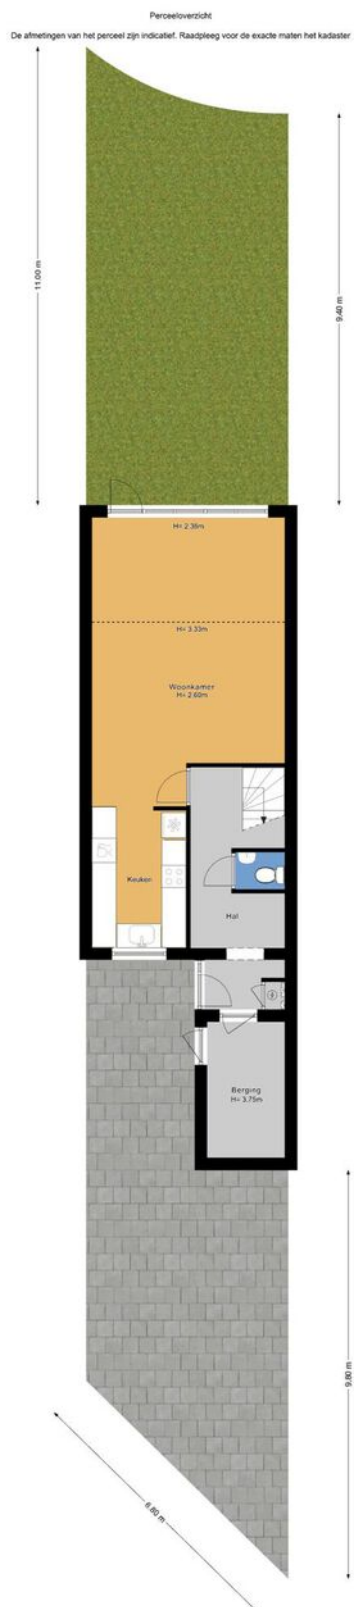 Perceeloverzicht
De afmetingen van het perceel zijn indicatief. Raadpleeg voor de exacte maten het kadaster
11.00 m
9.40 m
H= 2.36m
H= 3.33m
Woonkamer
H= 2.60m
Keuken
Hal
Berging
H= 3.75m
9.80 m
6.80 m